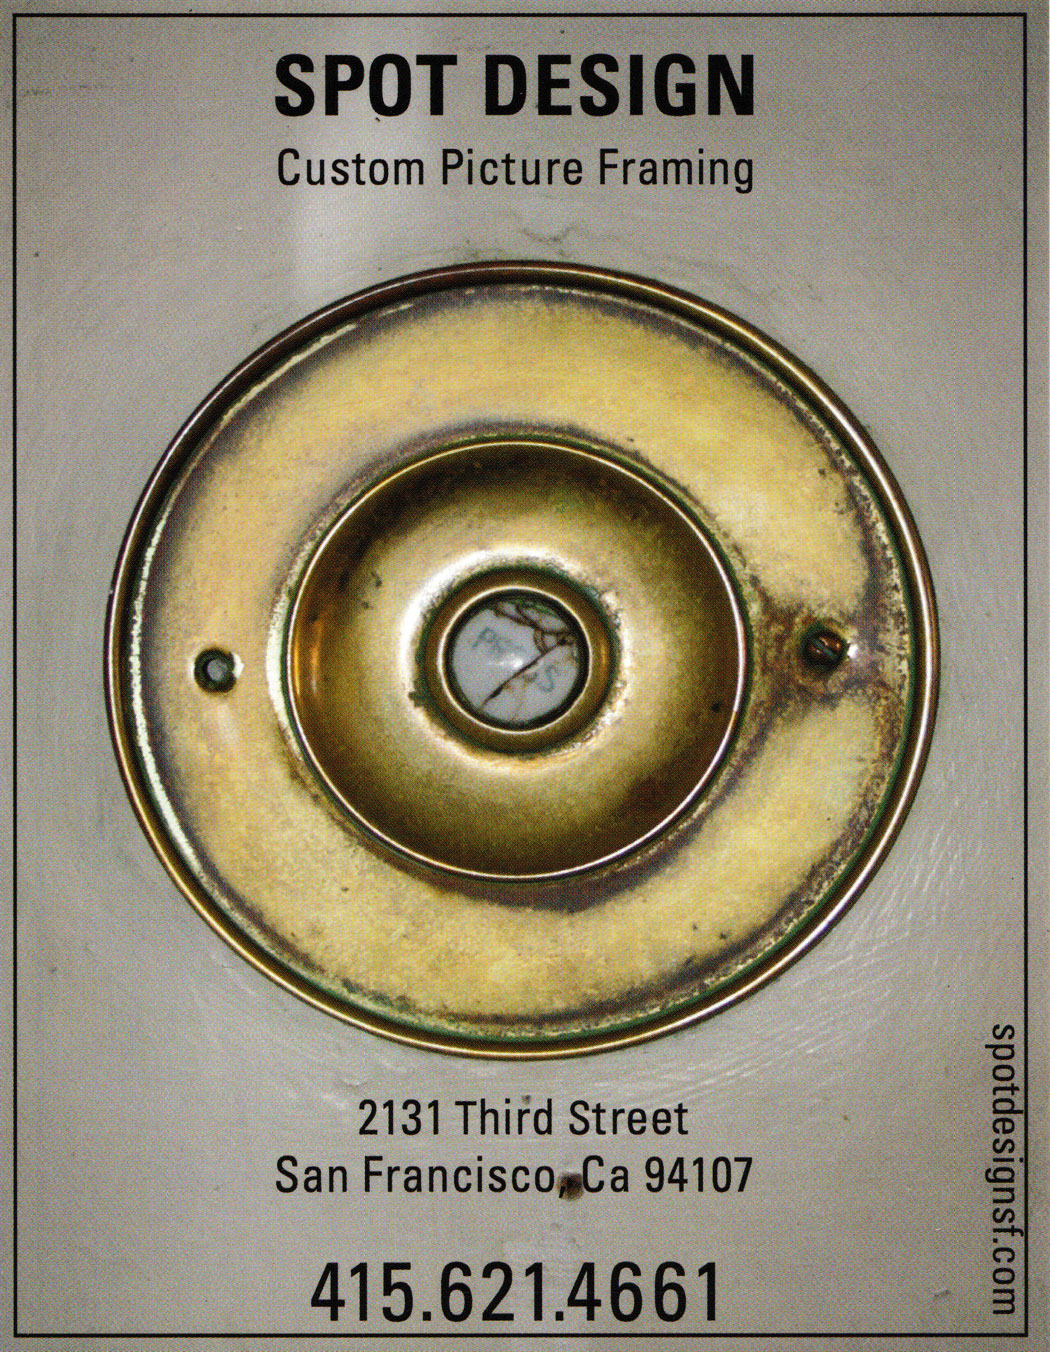 SPOT DESIGN
Custom Picture Framing
2131 Third Street
San Francisco, Ca 94107
415.621.4661
spotdesignsf.com